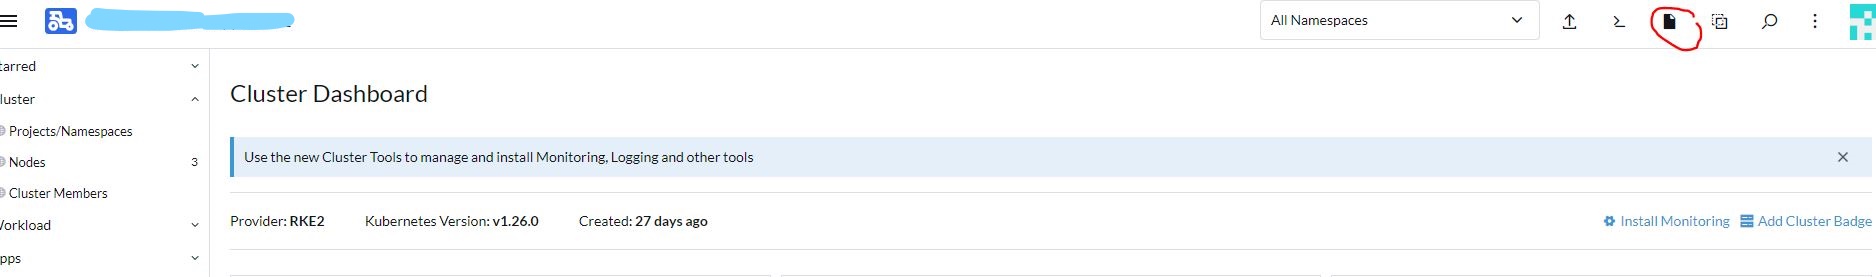 All Namespaces
tarred
luster
Cluster Dashboard
Projects/Namespaces
Use the new Cluster Tools to manage and install Monitoring, Logging and other tools
Nodes 3
Cluster Members
Provider: RKE2 Kubernetes Version: v1.26.0 Created: 27 days ago Install Monitoring Add Cluster Badge
Workload
pps